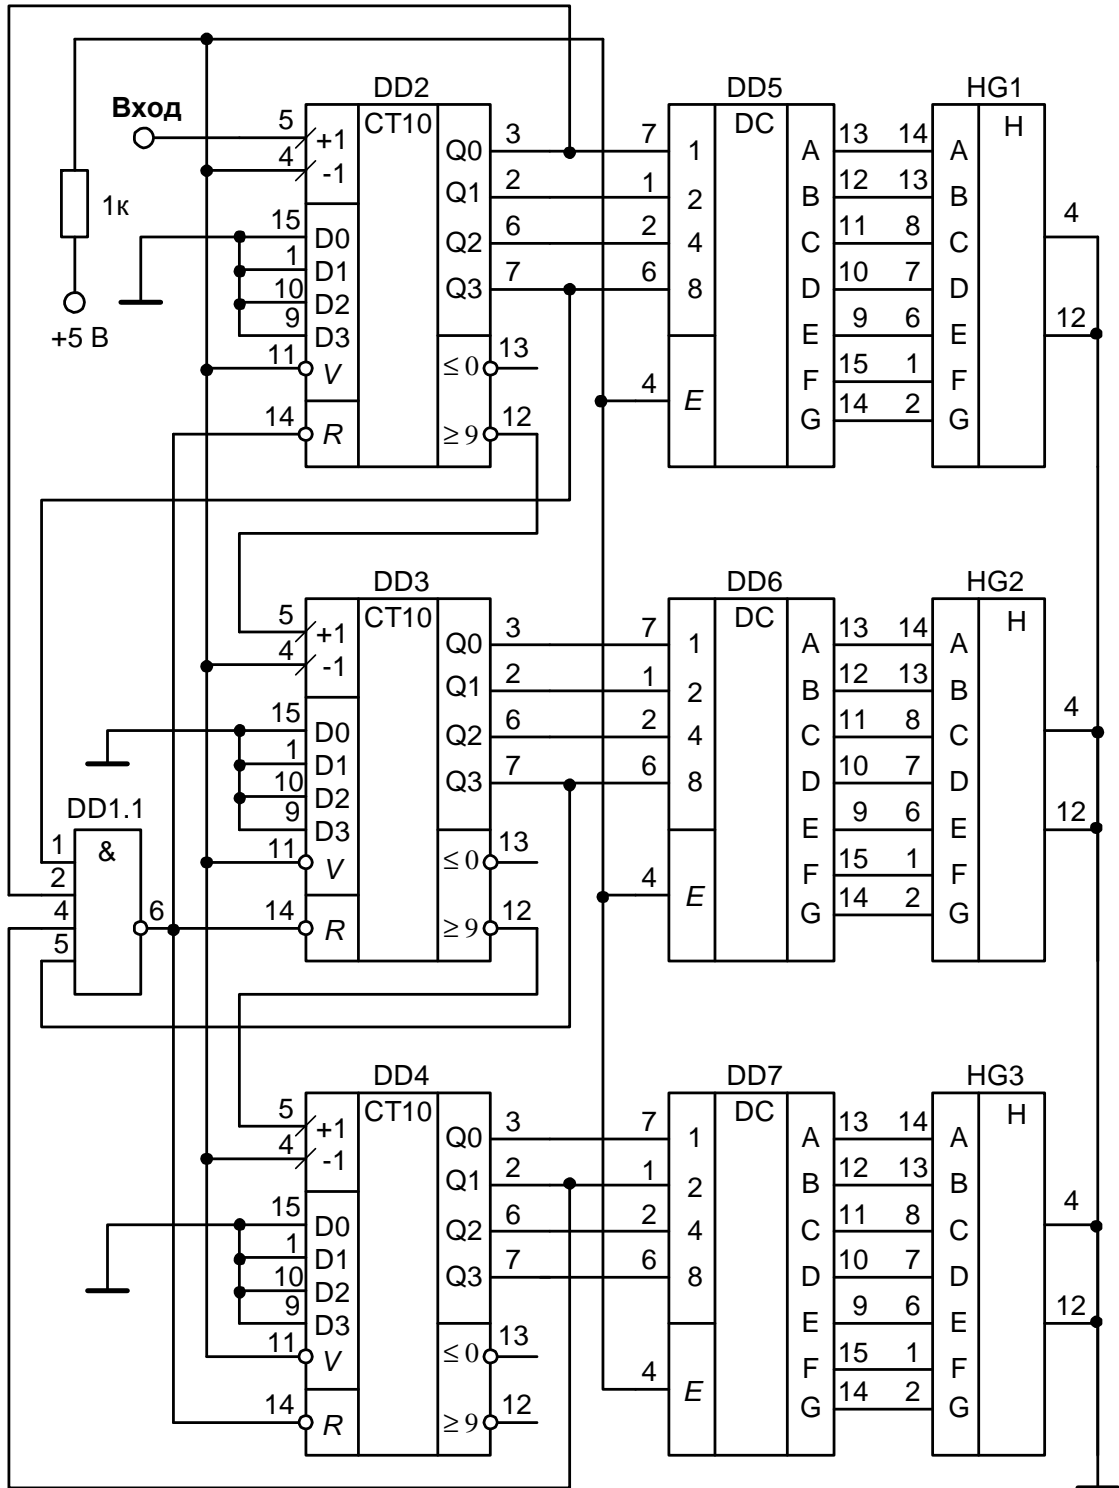 DD2 DD5 HG1
Вход 5 +1 CT10 Q0 3 7 1 DC A 13 14 A H
4 -1 Q1 2 1 2 B 12 13 B
1к
15 D0 Q2 6 2 4 C 11 8 C 4
1 D1 Q3 7 6 8 D 10 7 D
10 D2
+5 В 9 D3 ≤ 0 13 E 9 6 E 12
11 V 4 E F 15 1 F
14 R ≥ 9 12 G 14 2 G
DD3 DD6 HG2
5 +1 CT10 Q0 3 7 1 DC A 13 14 A H
4 -1 Q1 2 1 2 B 12 13 B
15 D0 Q2 6 2 4 C 11 8 C 4
1 D1 Q3 7 6 8 D 10 7 D
10 D2
9 D3 ≤ 0 13 E 9 6 E 12
11 V 4 E F 15 1 F
14 R ≥ 9 12 G 14 2 G
DD1.1
1 &
2
4 6
5
DD4 DD7 HG3
5 +1 CT10 Q0 3 7 1 DC A 13 14 A H
4 -1 Q1 2 1 2 B 12 13 B
15 D0 Q2 6 2 4 C 11 8 C 4
1 D1 Q3 7 6 8 D 10 7 D
10 D2
9 D3 ≤ 0 13 E 9 6 E 12
11 V 4 E F 15 1 F
14 R ≥ 9 12 G 14 2 G